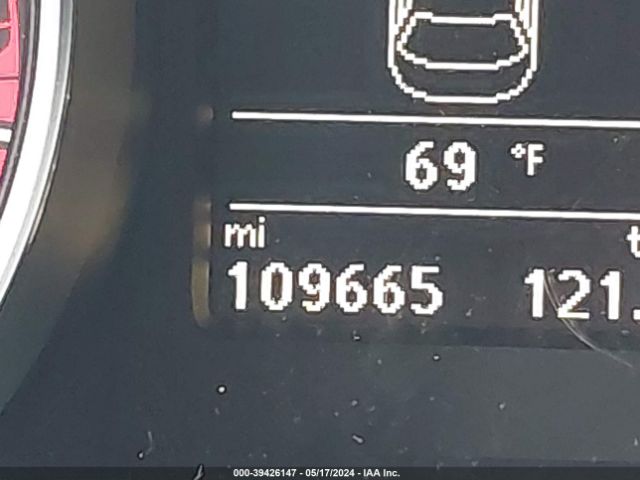 69 °F
mi
109665 121.
000-39426147 - 05/17/2024 - IAA Inc.